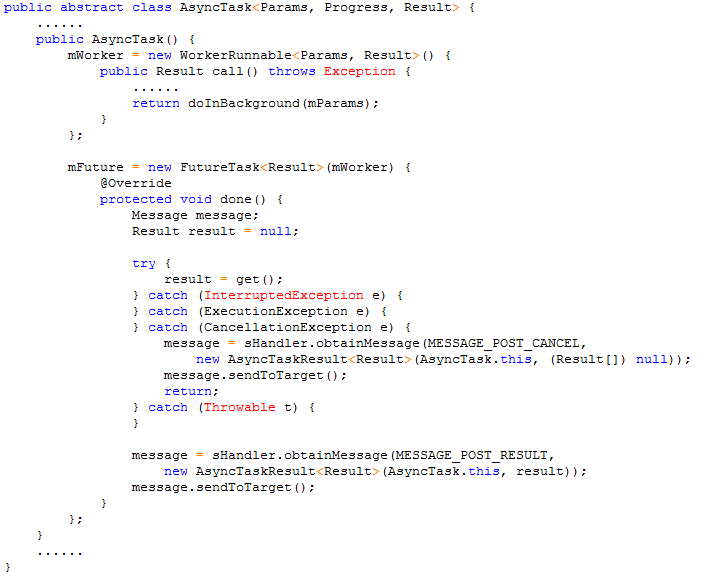 public abstract class AsyncTask<Params, Progress, Result> {
    ......
    public AsyncTask() {
        mWorker = new WorkerRunnable<Params, Result>() {
            public Result call() throws Exception {
                ......
                return doInBackground(mParams);
            }
        };

        mFuture = new FutureTask<Result>(mWorker) {
            @Override
            protected void done() {
                Message message;
                Result result = null;

                try {
                    result = get();
                } catch (InterruptedException e) {
                } catch (ExecutionException e) {
                } catch (CancellationException e) {
                    message = sHandler.obtainMessage(MESSAGE_POST_CANCEL,
                        new AsyncTaskResult<Result>(AsyncTask.this, (Result[]) null));
                    message.sendToTarget();
                    return;
                } catch (Throwable t) {
                }

                message = sHandler.obtainMessage(MESSAGE_POST_RESULT,
                    new AsyncTaskResult<Result>(AsyncTask.this, result));
                message.sendToTarget();
            }
        };
    }
    ......
}